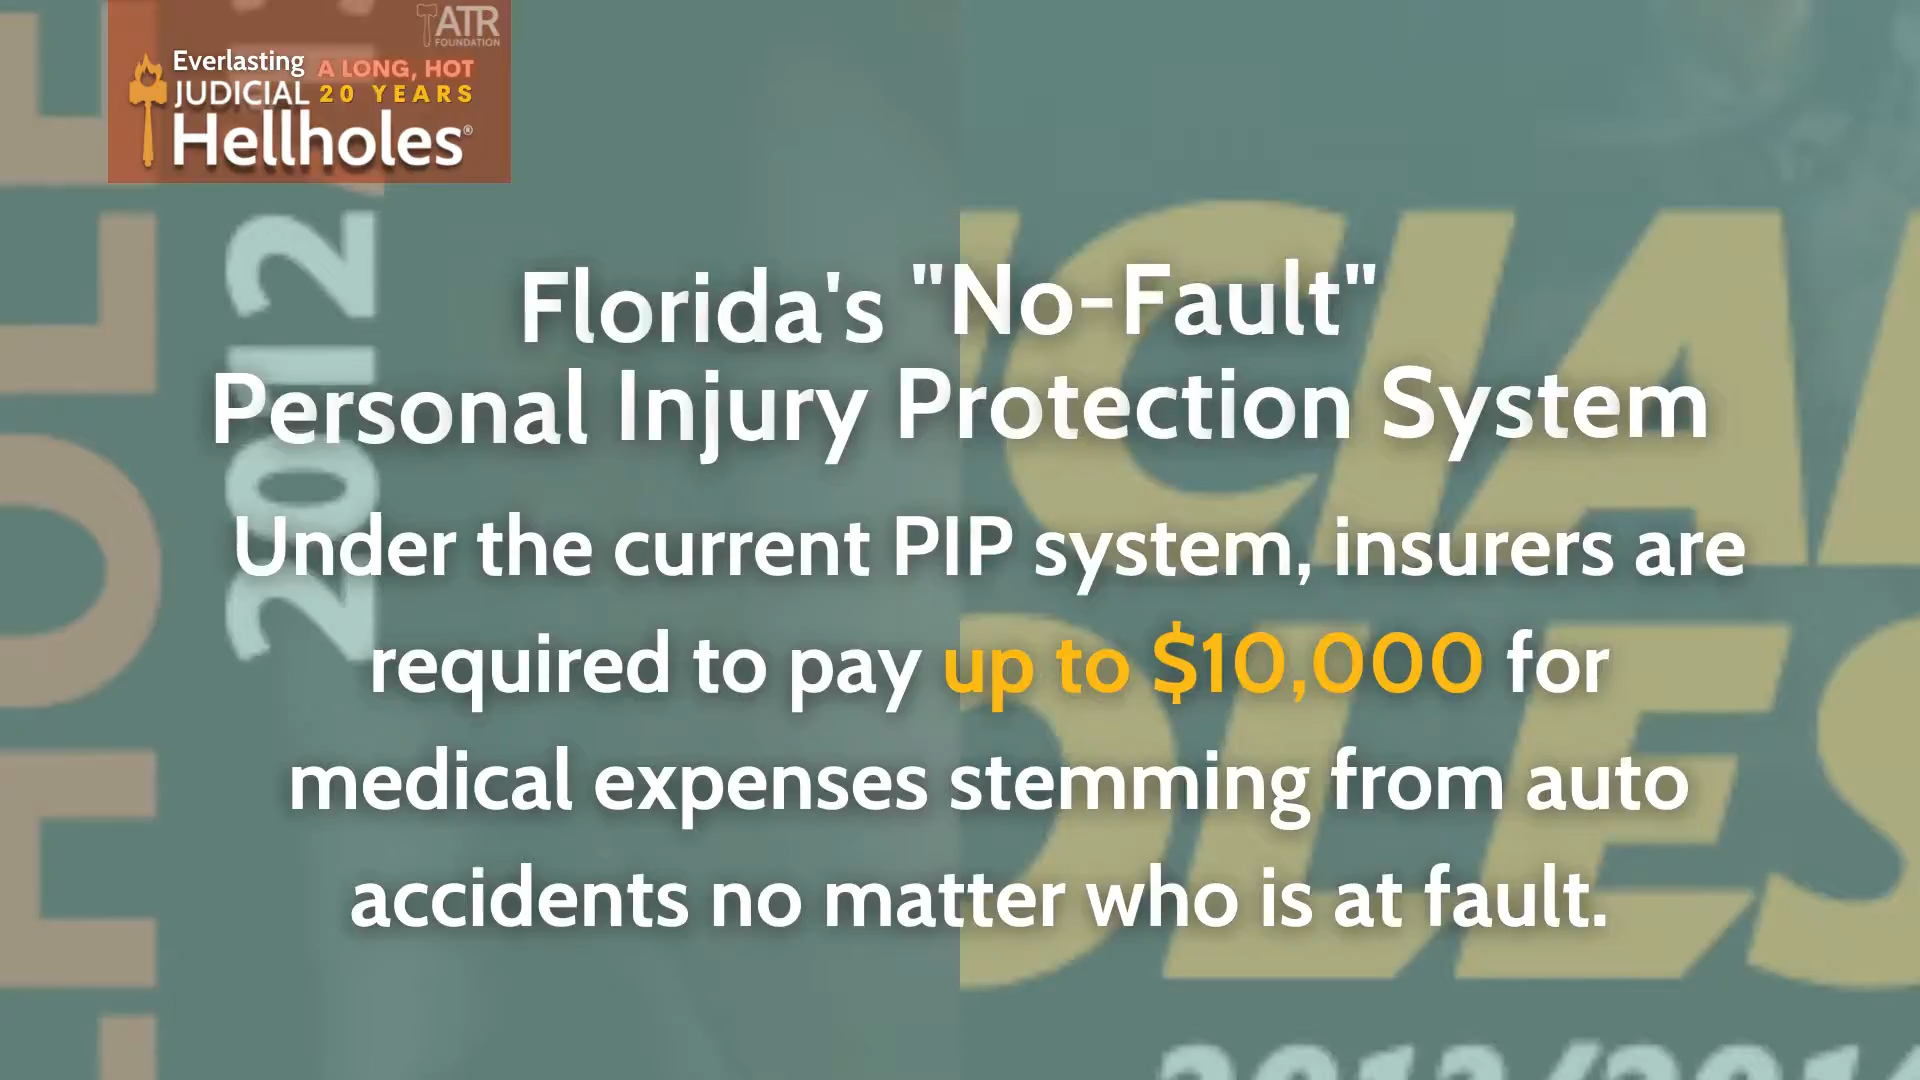 ATR
FOUNDATION
Everlasting
A LONG, HOT
JUDICIAL
20 YEARS
Hellholes®
2012
Florida's "No-Fault"
Personal Injury Protection System
Under the current PIP system, insurers are
required to pay up to $10,000 for
medical expenses stemming from auto
accidents no matter who is at fault.